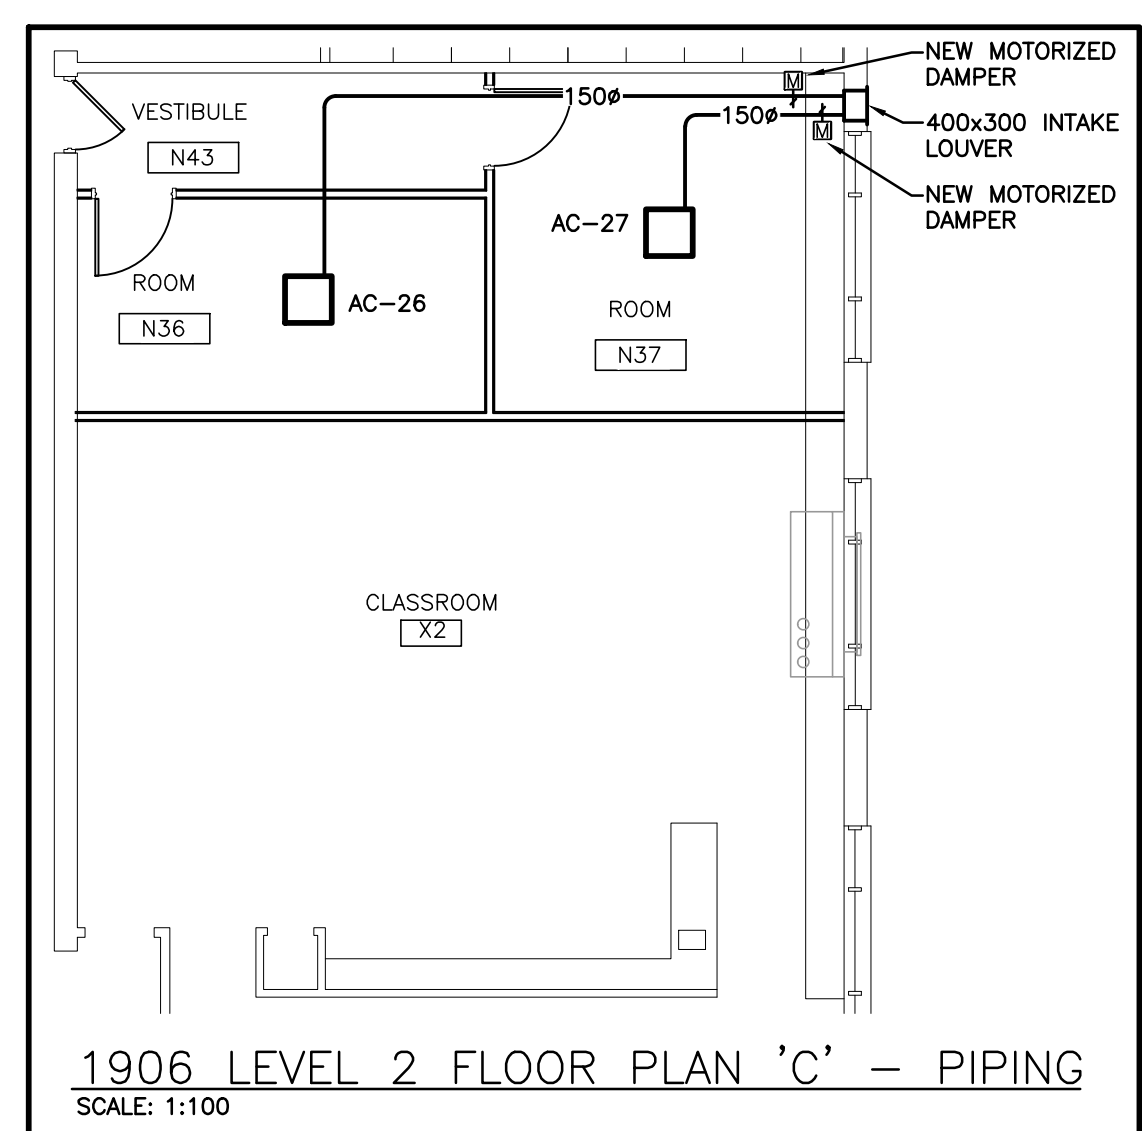 NEW MOTORIZED
DAMPER
M
150ø
VESTIBULE
150ø
400x300 INTAKE
LOUVER
M
N43
NEW MOTORIZED
DAMPER
AC-27
ROOM
AC-26
ROOM
N36
N37
CLASSROOM
X2
1906 LEVEL 2 FLOOR PLAN 'C' - PIPING
SCALE: 1:100